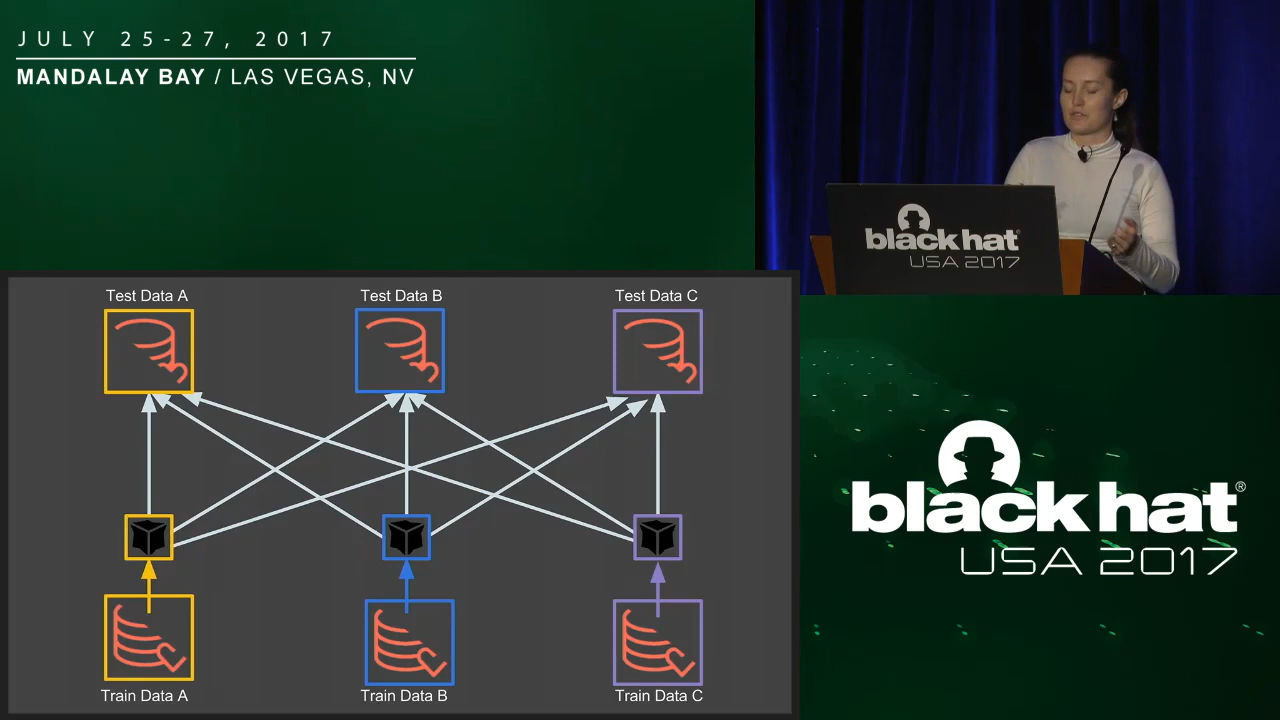 JULY 25-27, 2017
MANDALAY BAY / LAS VEGAS, NV
black hat
USA 2017
Test Data A
Test Data B
Test Data C
Train Data A
Train Data B
Train Data C
black hat®
USA 2017